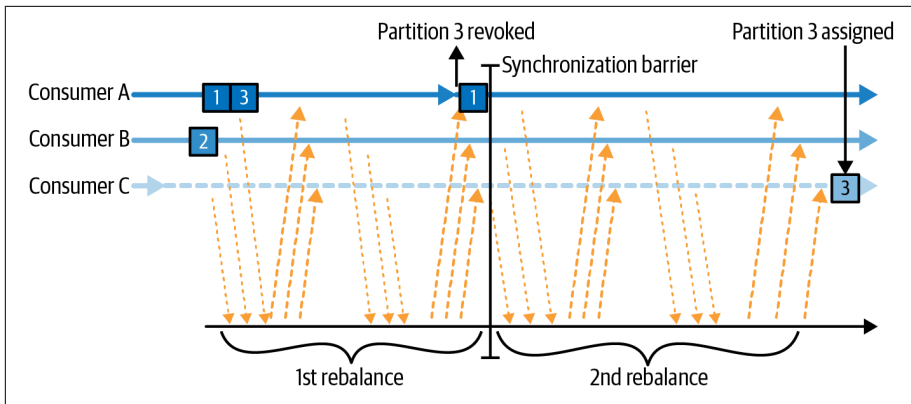 Partition 3 revoked
Partition 3 assigned
Synchronization barrier
Consumer A
1 3
1
Consumer B
2
Consumer C
3
1st rebalance
2nd rebalance